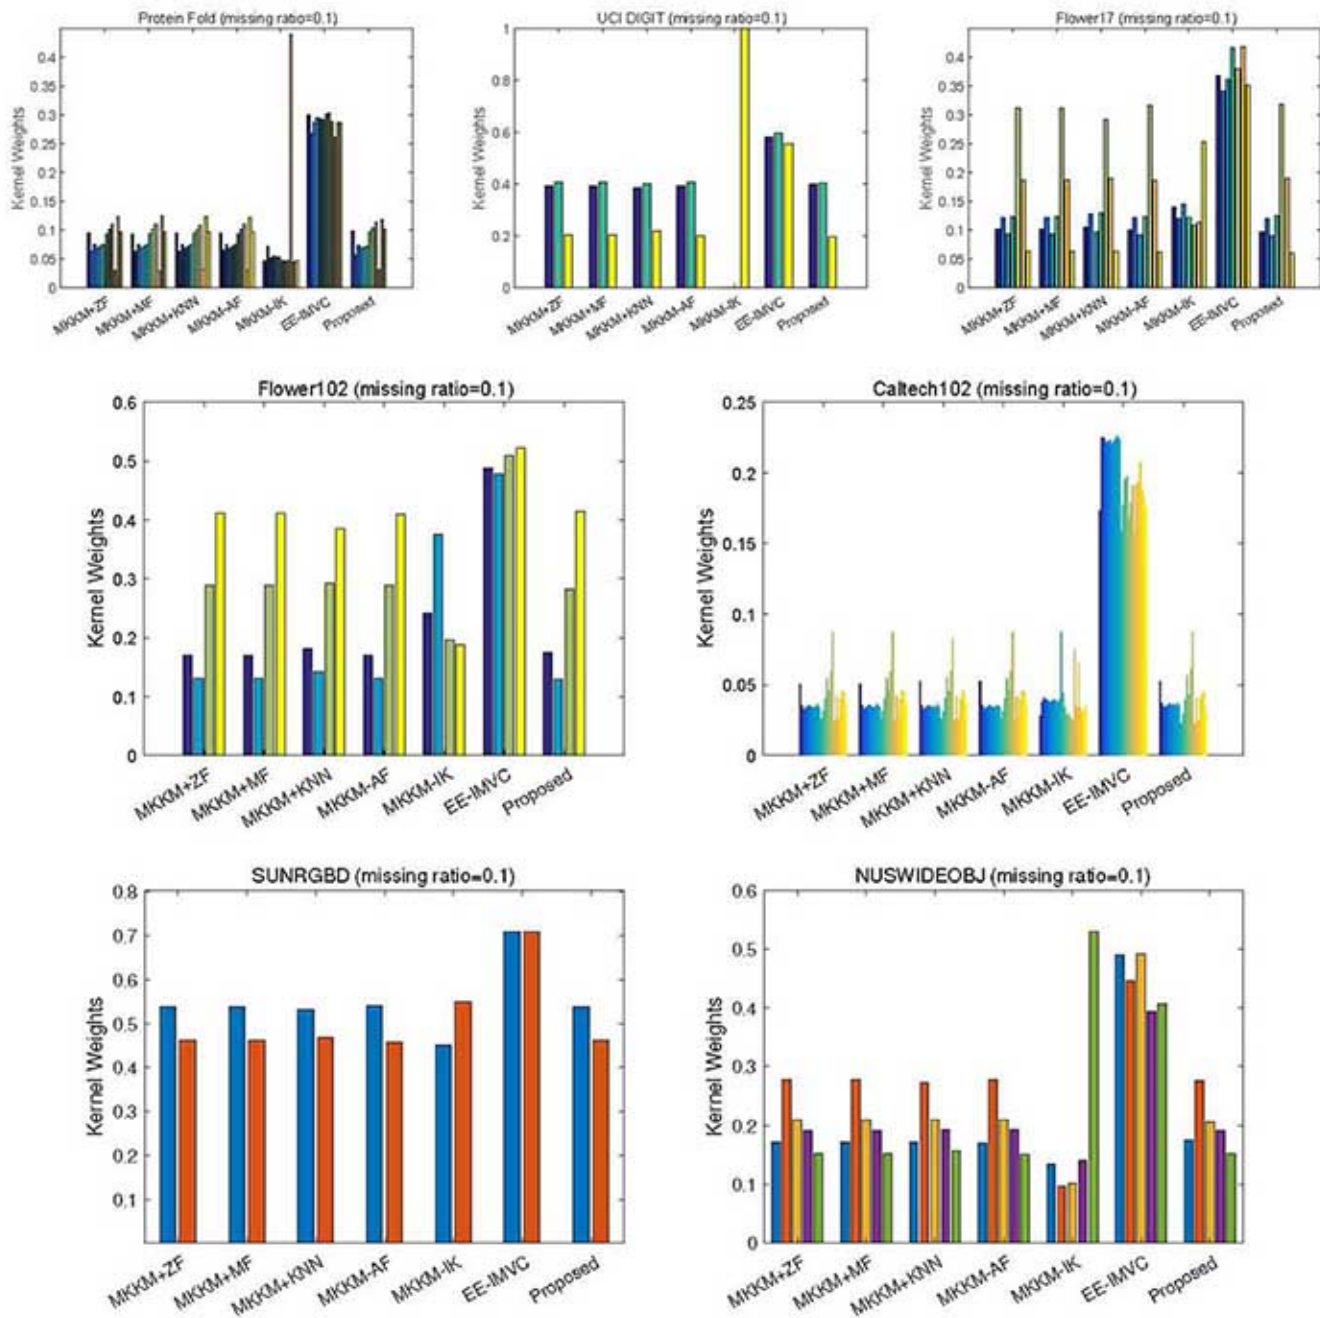 Protein Fold (missing ratio=0.1)
Kernel Weights
0.4
0.35
0.3
0.25
0.2
0.15
0.1
0.05
0
MKKM+ZF
MKKM+MF
MKKM+KNN
MKKM-AF
MKKM-IK
EE-IMVC
Proposed
UCI DIGIT (missing ratio=0.1)
Kernel Weights
1
0.8
0.6
0.4
0.2
0
MKKM+ZF
MKKM+MF
MKKM+KNN
MKKM-AF
MKKM-IK
EE-IMVC
Proposed
Flower17 (missing ratio=0.1)
Kernel Weights
0.4
0.35
0.3
0.25
0.2
0.15
0.1
0.05
0
MKKM+ZF
MKKM+MF
MKKM+KNN
MKKM-AF
MKKM-IK
EE-IMVC
Proposed
Flower102 (missing ratio=0.1)
Kernel Weights
0.6
0.5
0.4
0.3
0.2
0.1
0
MKKM+ZF
MKKM+MF
MKKM+KNN
MKKM-AF
MKKM-IK
EE-IMVC
Proposed
Caltech102 (missing ratio=0.1)
Kernel Weights
0.25
0.2
0.15
0.1
0.05
0
MKKM+ZF
MKKM+MF
MKKM+KNN
MKKM-AF
MKKM-IK
EE-IMVC
Proposed
SUNRGBD (missing ratio=0.1)
Kernel Weights
0.8
0.7
0.6
0.5
0.4
0.3
0.2
0.1
MKKM+ZF
MKKM+MF
MKKM+KNN
MKKM-AF
MKKM-IK
EE-IMVC
Proposed
NUSWIDEOBJ (missing ratio=0.1)
Kernel Weights
0.6
0.5
0.4
0.3
0.2
0.1
0
MKKM+ZF
MKKM+MF
MKKM+KNN
MKKM-AF
MKKM-IK
EE-IMVC
Proposed